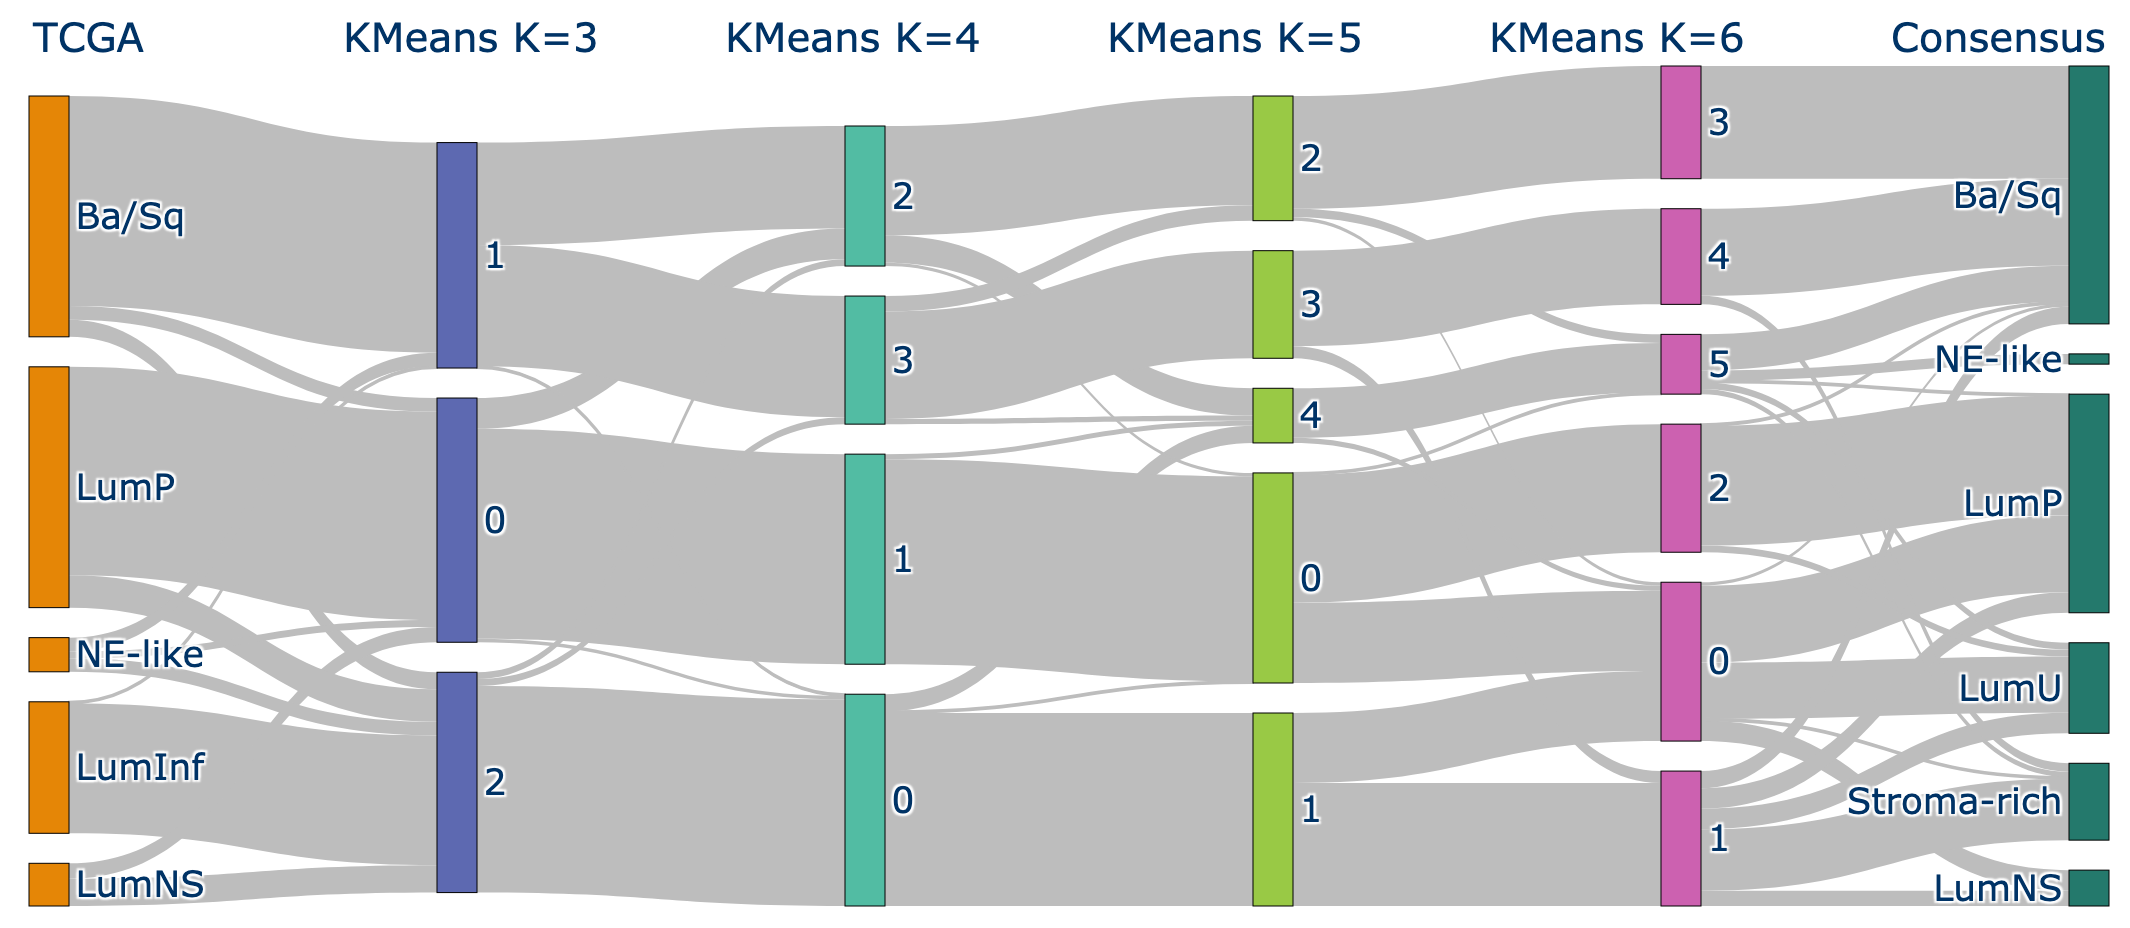 TCGA
KMeans K=3
KMeans K=4
KMeans K=5
KMeans K=6
Consensus
Ba/Sq
LumP
NE-like
LumInf
LumNS
1
0
2
2
3
1
0
2
3
4
0
1
3
4
5
2
0
1
Ba/Sq
NE-like
LumP
LumU
Stroma-rich
LumNS